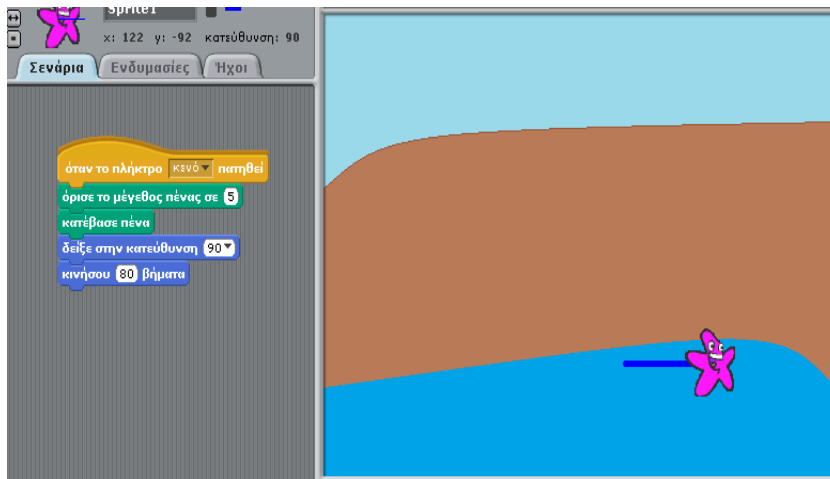 Sprite1
x: 122 y: -92 κατεύθυνση: 90
Σενάρια Ενδυμασίες Ήχοι
όταν το πλήκτρο κενό πατηθεί
όρισε το μέγεθος πένας σε 5
κατέβασε πένα
δείξε στην κατεύθυνση 90
κινήσου 80 βήματα